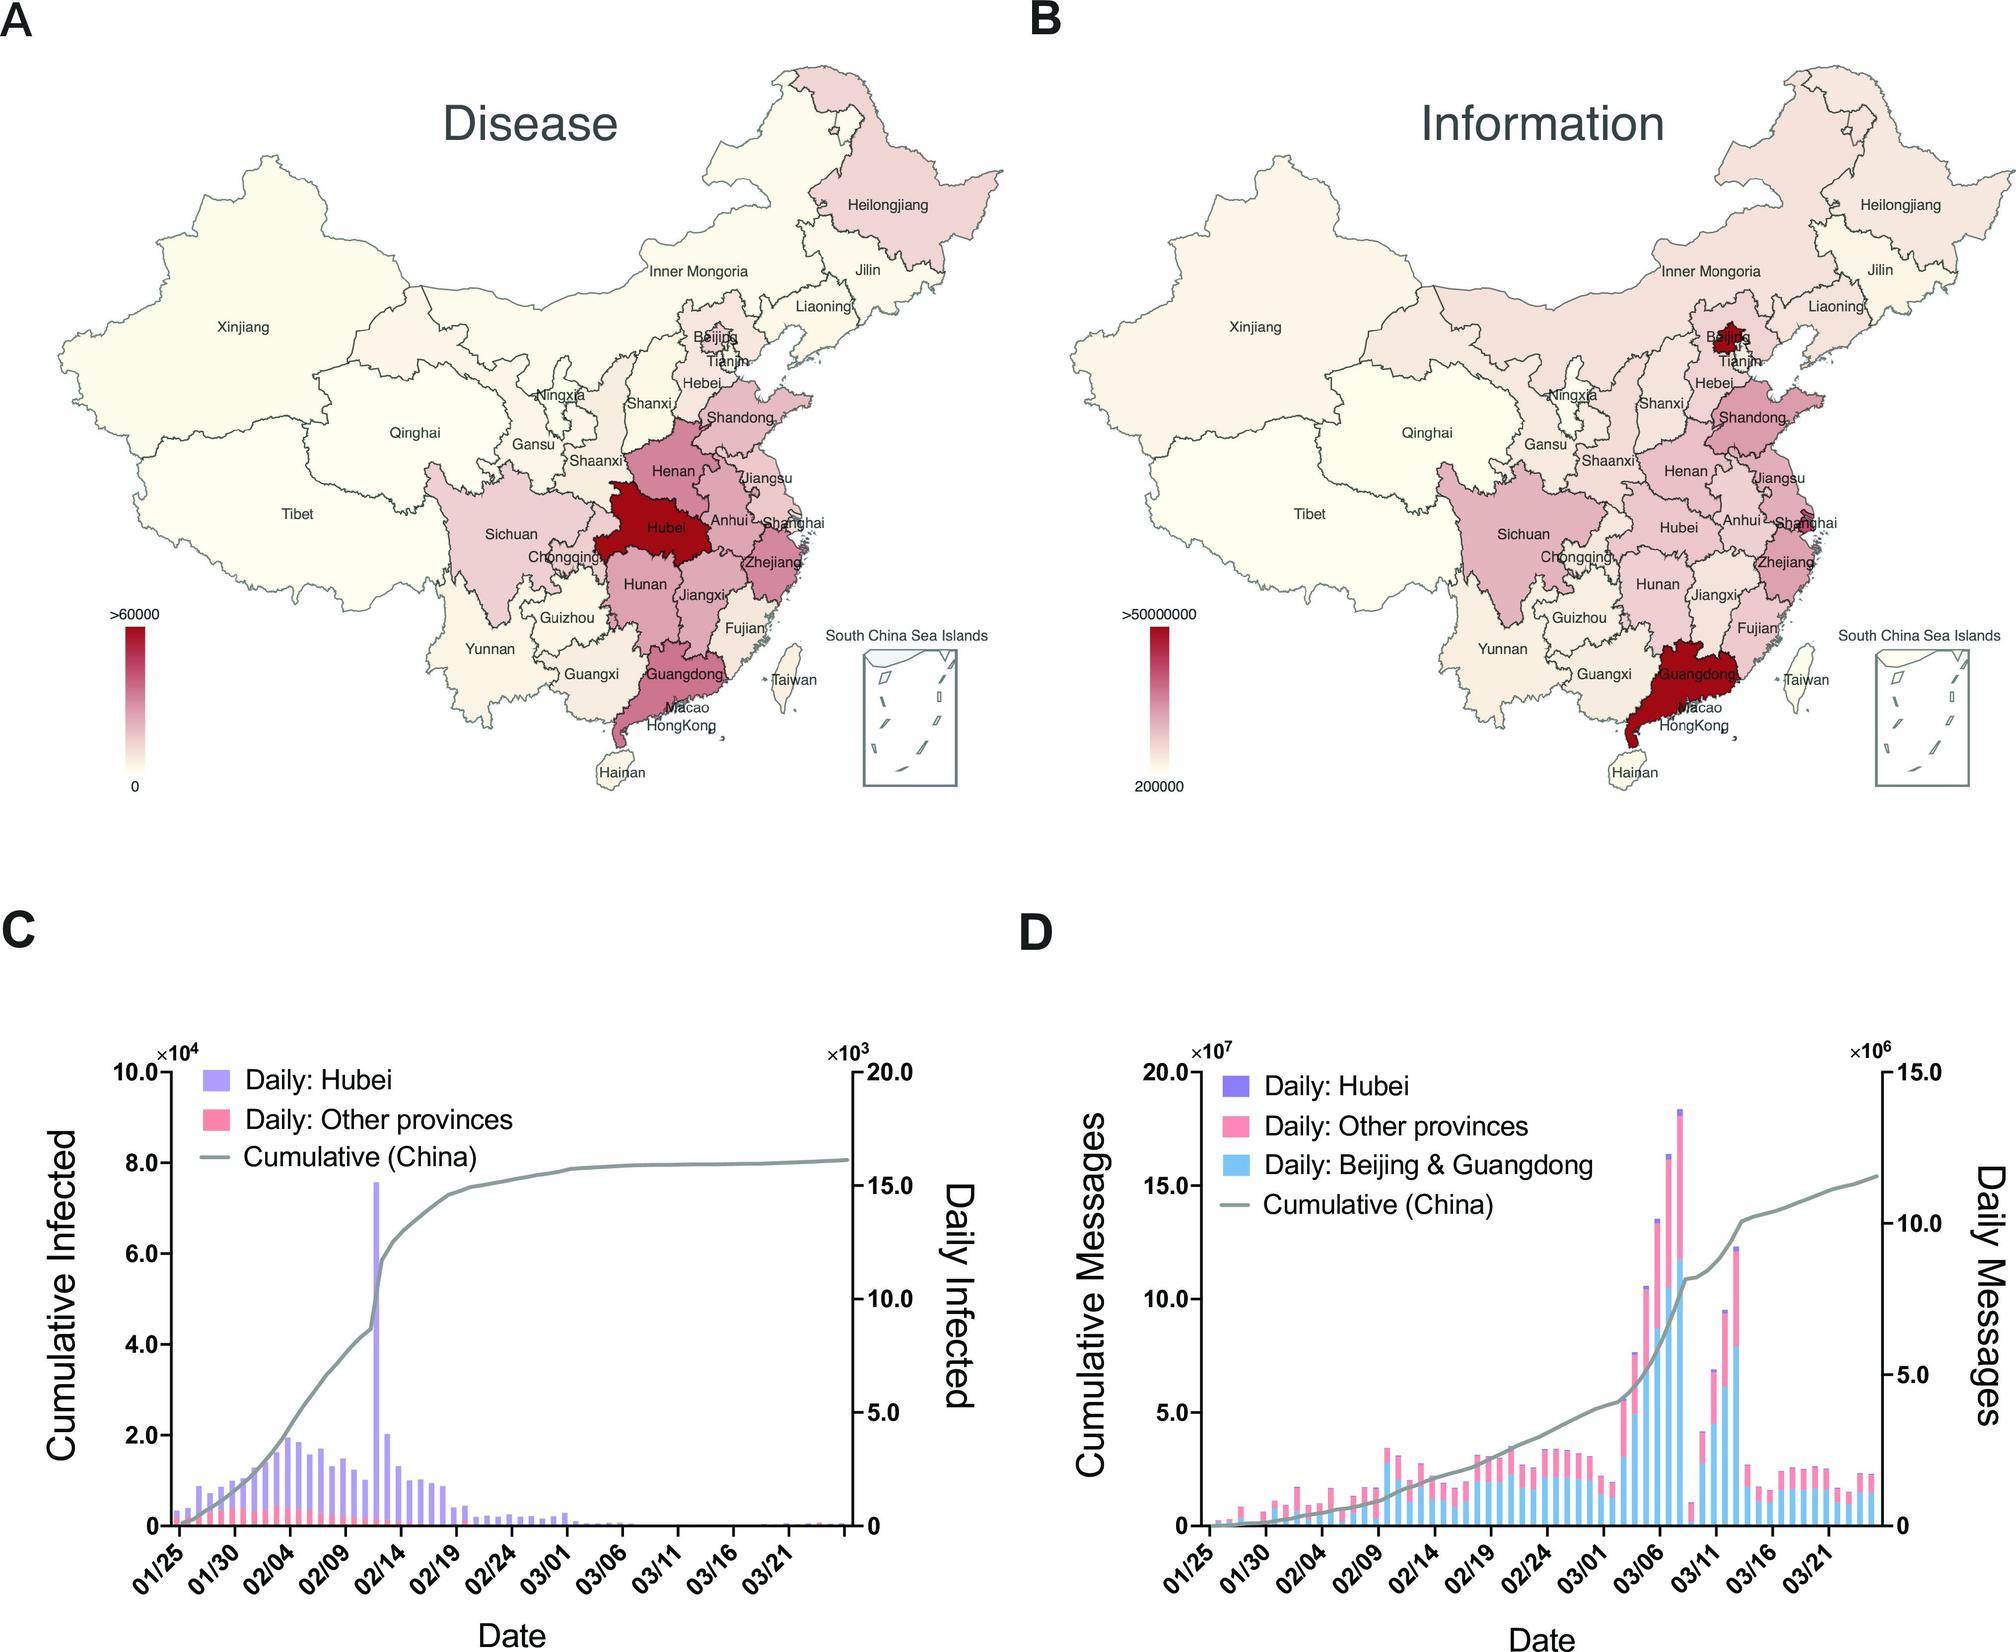 A
Disease
Heilongjiang
Inner Mongoria
Jilin
Liaoning
Xinjiang
Beijing
Tianjin
Hebei
Ningxia
Shanxi
Shandong
Qinghai
Gansu
Shaanxi
Henan
Jiangsu
Tibet
Sichuan
Hubei
Anhui
Shanghai
Chongqing
Zhejiang
Hunan
Jiangxi
>60000
Guizhou
Fujian
South China Sea Islands
Yunnan
Guangxi
Guangdong
Taiwan
Macao
HongKong
Hainan
0
B
Information
Heilongjiang
Inner Mongoria
Jilin
Liaoning
Xinjiang
Beijing
Tianjin
Hebei
Ningxia
Shanxi
Shandong
Qinghai
Gansu
Shaanxi
Henan
Jiangsu
Tibet
Sichuan
Hubei
Anhui
Shanghai
Chongqing
Zhejiang
Hunan
Jiangxi
>50000000
Guizhou
Fujian
South China Sea Islands
Yunnan
Guangxi
Guangdong
Taiwan
Macao
HongKong
Hainan
200000
C
×10⁴
×10³
10.0
8.0
6.0
4.0
2.0
0
Cumulative Infected
Daily: Hubei
Daily: Other provinces
Cumulative (China)
20.0
15.0
10.0
5.0
0
Daily Infected
01/25
01/30
02/04
02/09
02/14
02/19
02/24
03/01
03/06
03/11
03/16
03/21
Date
D
×10⁷
×10⁶
20.0
15.0
10.0
5.0
0
Cumulative Messages
Daily: Hubei
Daily: Other provinces
Daily: Beijing & Guangdong
Cumulative (China)
15.0
10.0
5.0
0
Daily Messages
01/25
01/30
02/04
02/09
02/14
02/19
02/24
03/01
03/06
03/11
03/16
03/21
Date